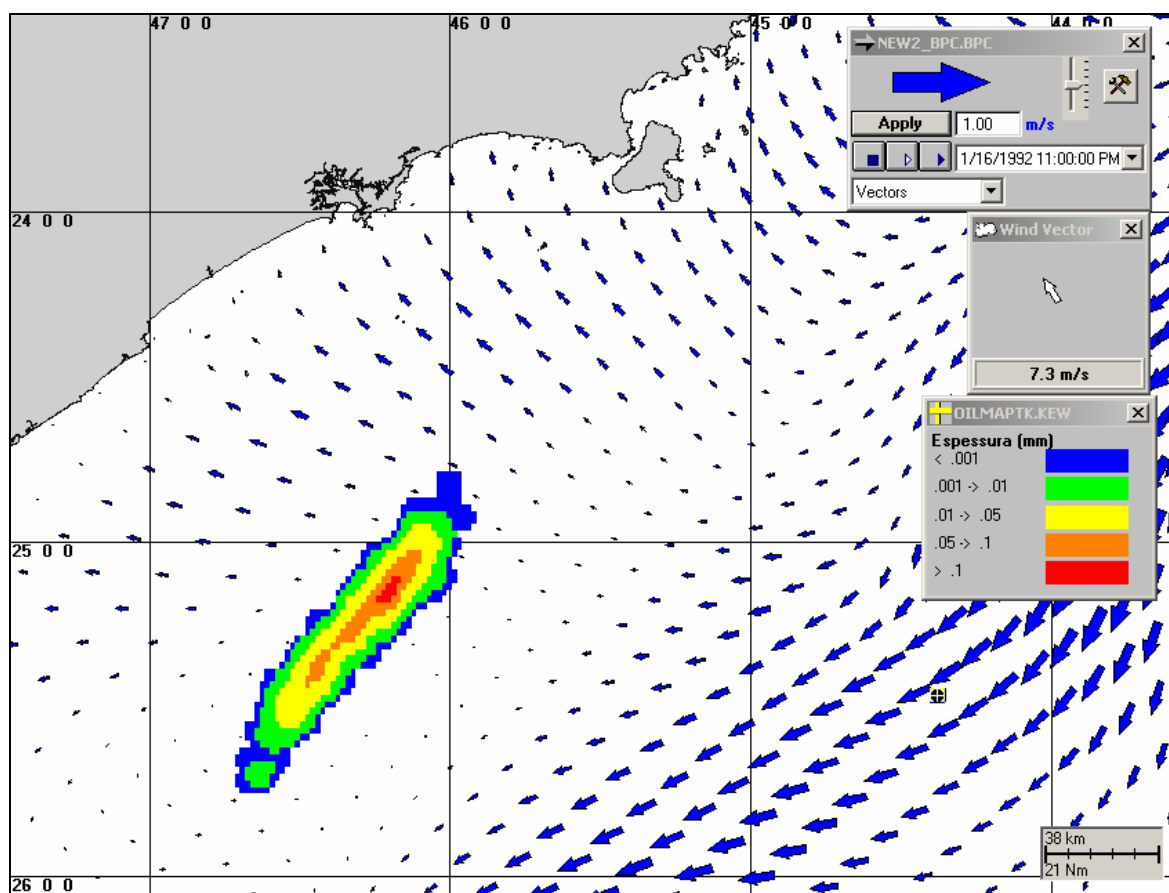 47 0 0
46 0 0
45 0 0
44 0 0
NEW2_BPC.BPC
Apply
1.00
m/s
1/16/1992 11:00:00 PM
Vectors
24 0 0
Wind Vector
7.3 m/s
OILMAPTK.KEW
Espessura (mm)
< .001
.001 -> .01
.01 -> .05
.05 -> .1
> .1
25 0 0
38 km
21 Nm
26 0 0